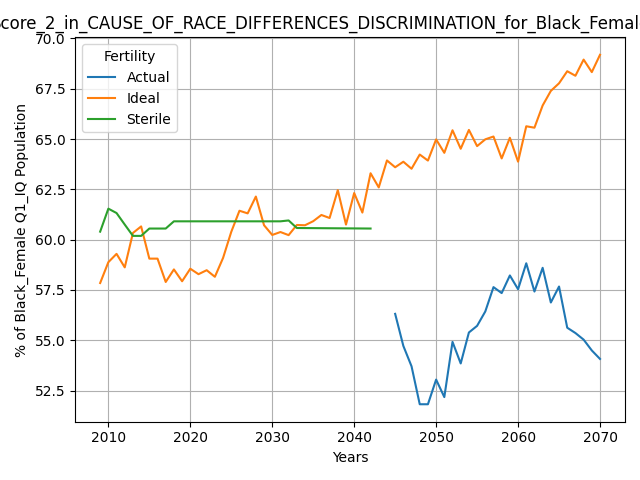 core_2_in_CAUSE_OF_RACE_DIFFERENCES_DISCRIMINATION_for_Black_Femal
70.0
67.5
65.0
62.5
60.0
57.5
55.0
52.5
% of Black_Female Q1_IQ Population
Fertility
Actual
Ideal
Sterile
2010 2020 2030 2040 2050 2060 2070
Years